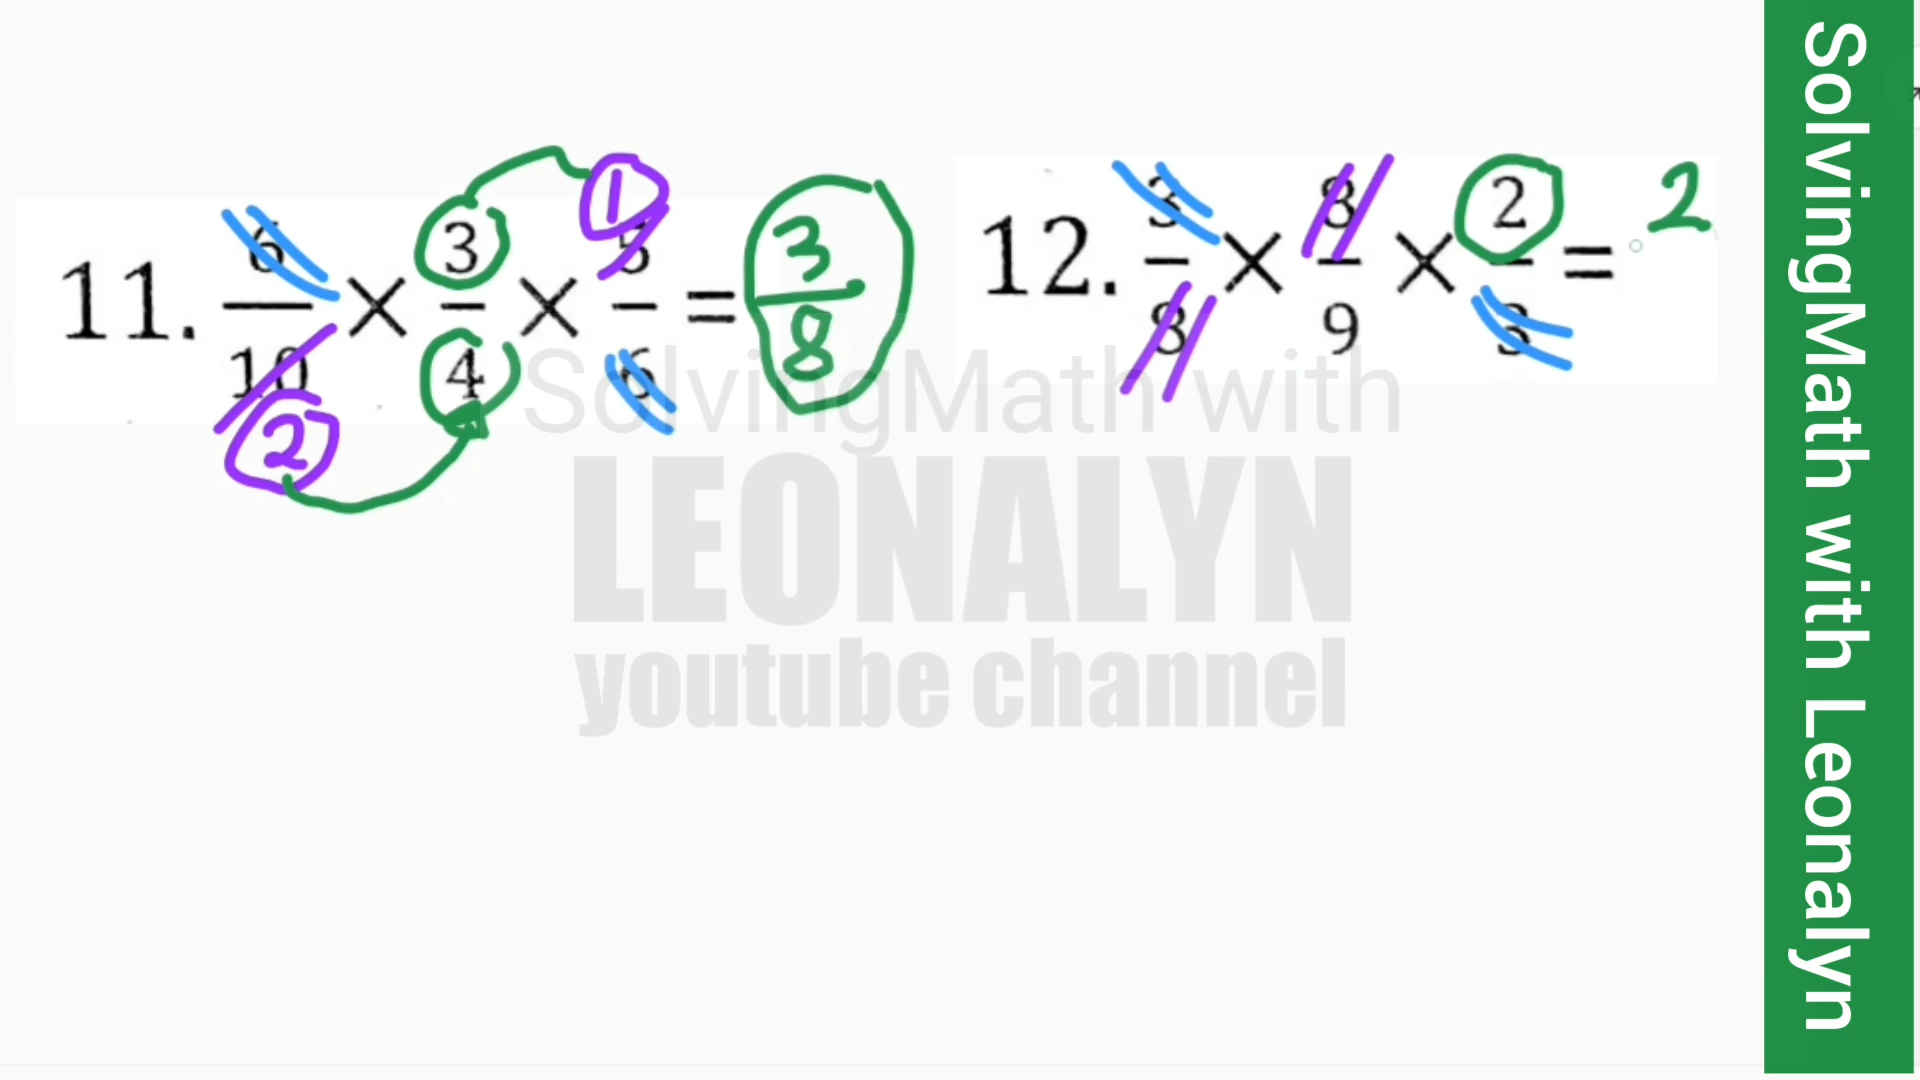 11. 6/10 × 3/4 × 5/6 = 3/8
1
2
12. 3/8 × 8/9 × 2/3 = 2
SolvingMath with
LEONALYN
youtube channel
SolvingMath with Leonalyn